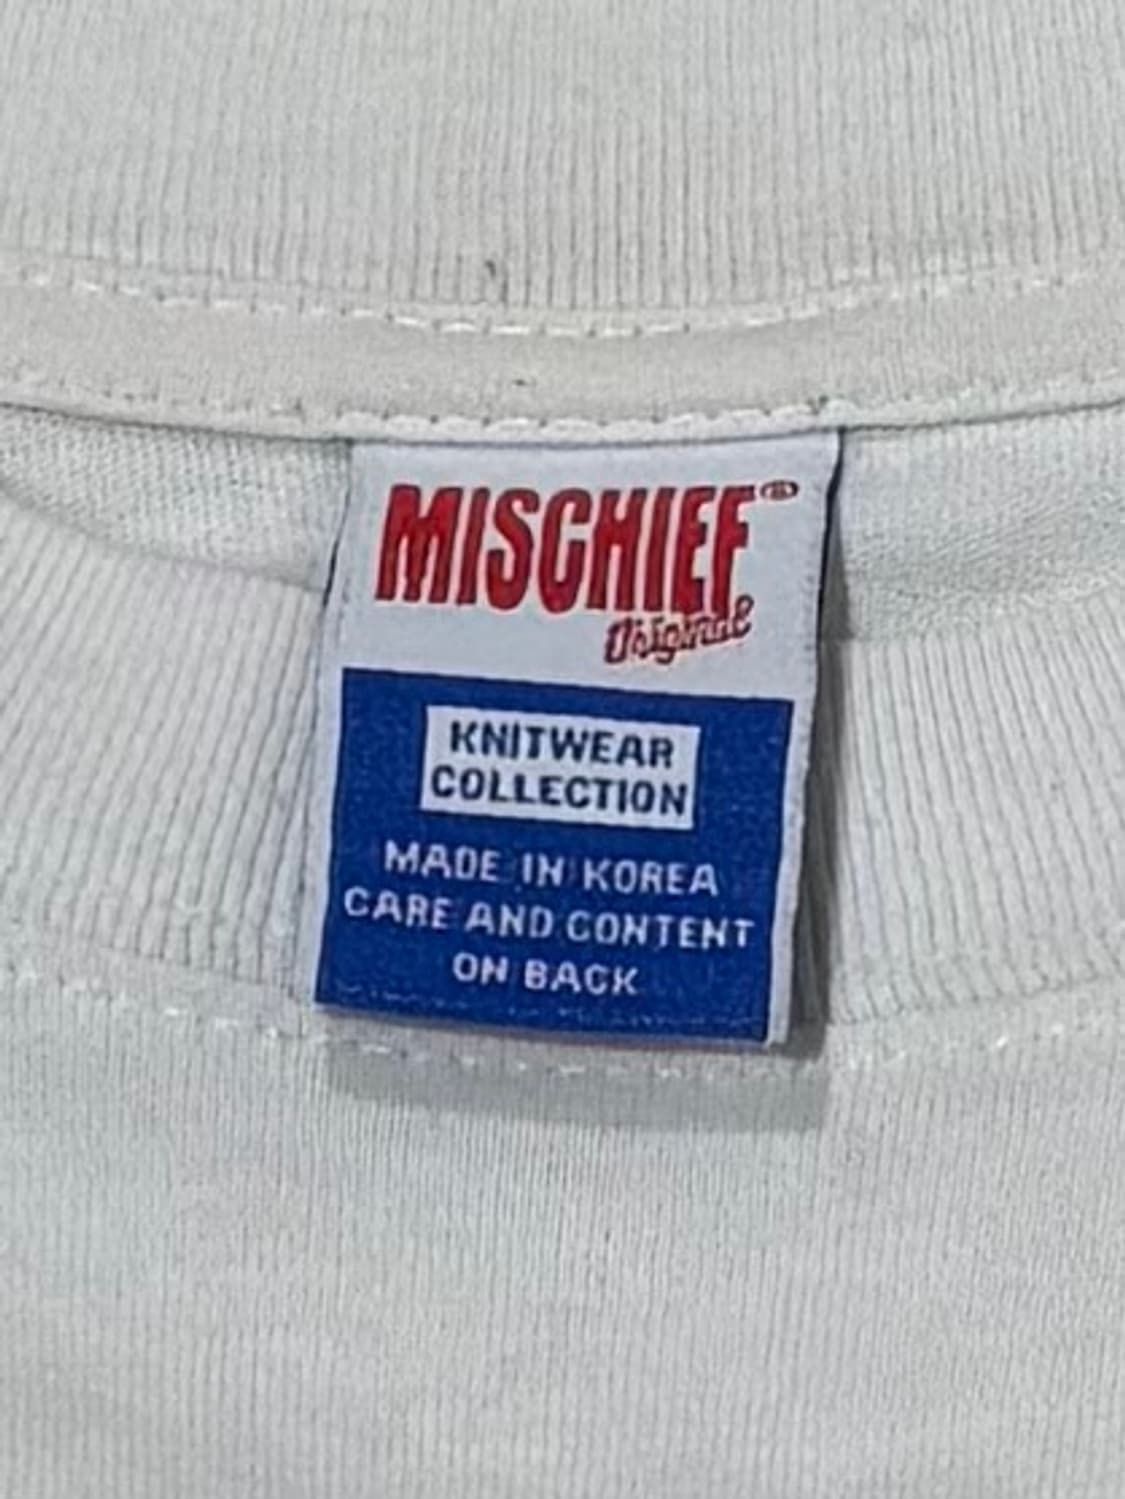 MISCHIEF®
Original
KNITWEAR
COLLECTION
MADE IN KOREA
CARE AND CONTENT
ON BACK